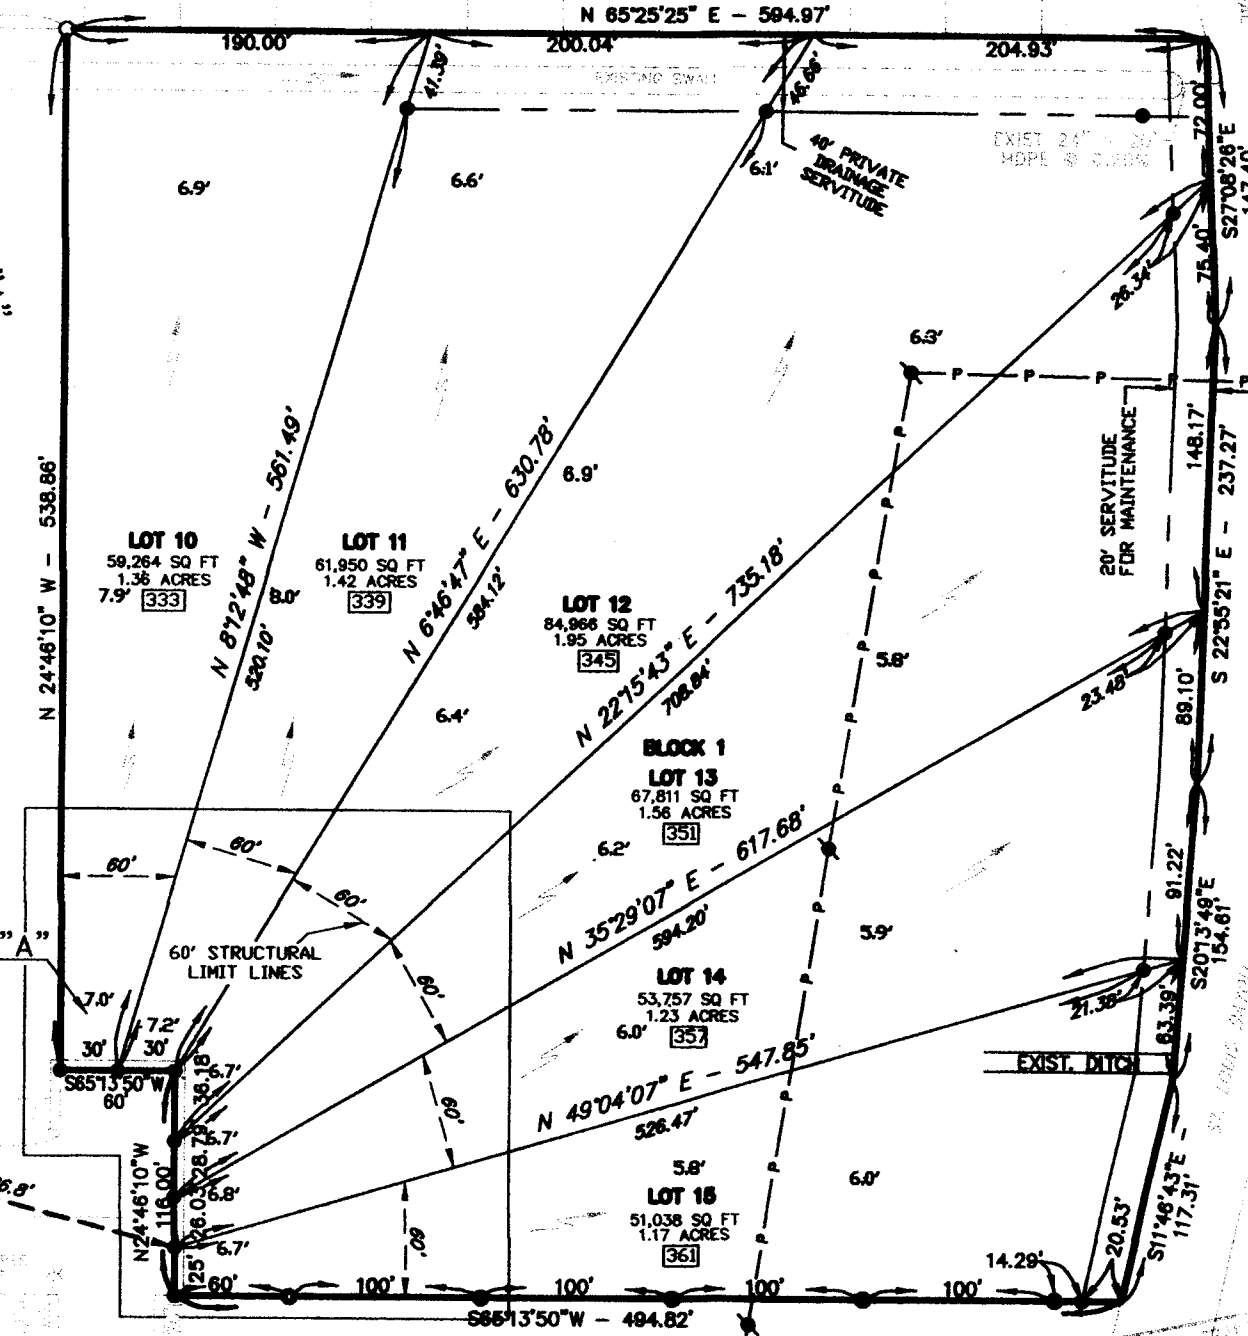 N 65°25'25" E - 594.97'
190.00'
200.04'
204.93'
41.39'
46.66'
72.00'
S27°08'26"E
147.40'
EXISTING SWALE
40' PRIVATE
DRAINAGE
SERVITUDE
EXIST 24"
HDPE @
6.9'
6.6'
6.1'
75.40'
26.34'
6.3'
P P P P
20' SERVITUDE
FOR MAINTENANCE
148.17'
S 22°55'21" E - 237.27'
N 24°46'10" W - 538.86'
N 8°12'48" W - 561.49'
520.10'
N 6°46'47" E - 630.78'
584.12'
N 22°15'43" E - 735.18'
708.84'
6.9'
LOT 10
59,264 SQ FT
1.36 ACRES
7.9'
333
8.0'
LOT 11
61,950 SQ FT
1.42 ACRES
339
LOT 12
84,966 SQ FT
1.95 ACRES
345
5.8'
23.48'
89.10'
6.4'
BLOCK 1
LOT 13
67,811 SQ FT
1.56 ACRES
351
6.2'
N 35°29'07" E - 617.68'
594.20'
91.22'
S20°13'49"E
154.61'
60'
60'
60'
60'
60'
60'
60' STRUCTURAL
LIMIT LINES
"A"
5.9'
LOT 14
53,757 SQ FT
1.23 ACRES
6.0'
357
21.38'
63.39'
7.0'
7.2'
30'
30'
S65°13'50"W
60'
6.7'
38.18
EXIST. DITCH
N 49°04'07" E - 547.85'
526.47'
6.7'
28.79
N24°46'10"W
116.00'
6.8'
26.03
6.8'
6.7'
25'
5.8'
6.0'
LOT 15
51,038 SQ FT
1.17 ACRES
361
S11°46'43"E -
117.31'
20.53'
14.29'
60'
100'
100'
100'
100'
S65°13'50"W - 494.82'